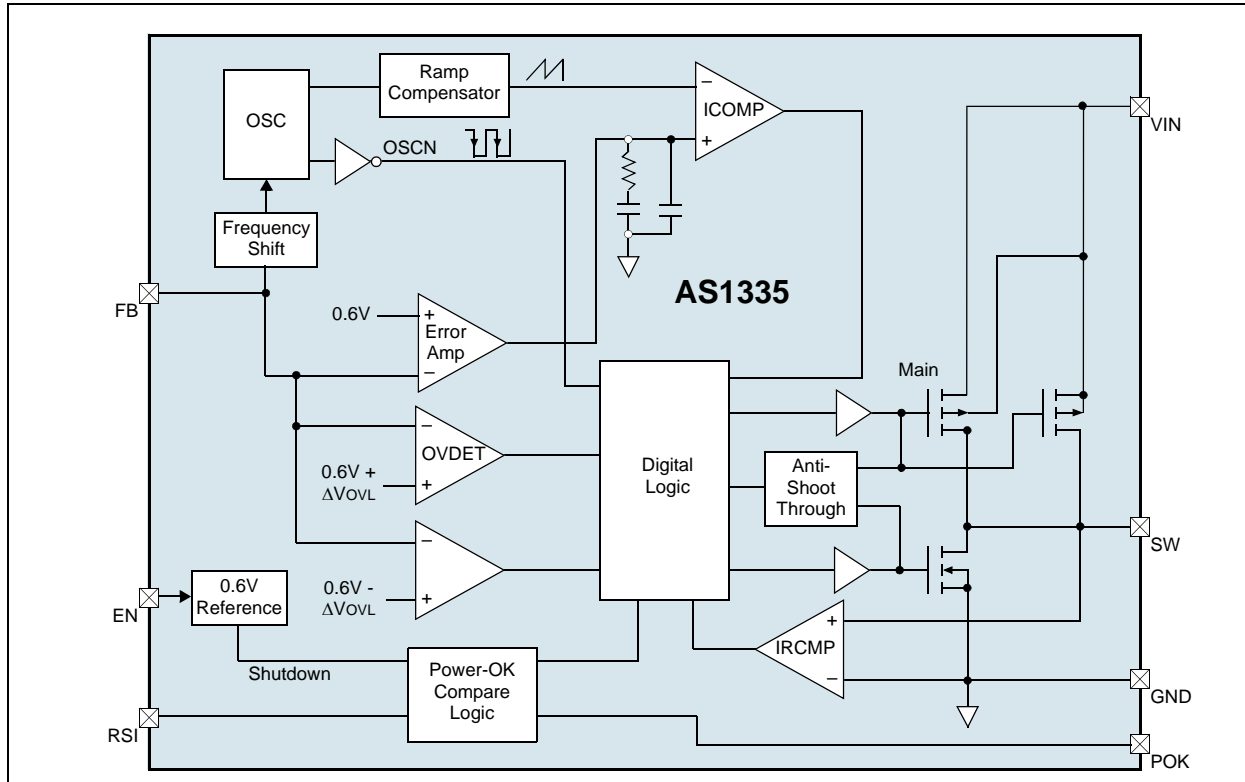 Ramp
Compensator
OSC
OSCN
ICOMP
VIN
Frequency
Shift
AS1335
FB
0.6V
+
Error
Amp
−
Main
−
OVDET
0.6V +
ΔVOVL
+
Digital
Logic
Anti-
Shoot
Through
SW
−
0.6V -
ΔVOVL
+
0.6V
Reference
EN
Shutdown
Power-OK
Compare
Logic
+
IRCMP
−
GND
RSI
POK
−
+